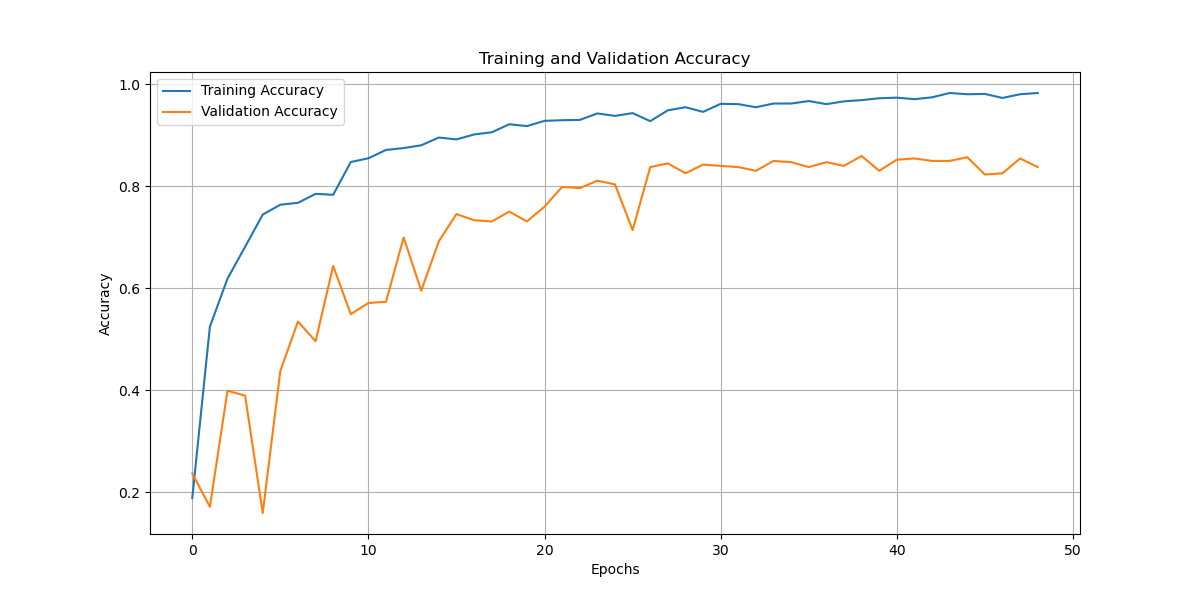 Training and Validation Accuracy
Training Accuracy
Validation Accuracy
Accuracy
1.0
0.8
0.6
0.4
0.2
0 10 20 30 40 50
Epochs